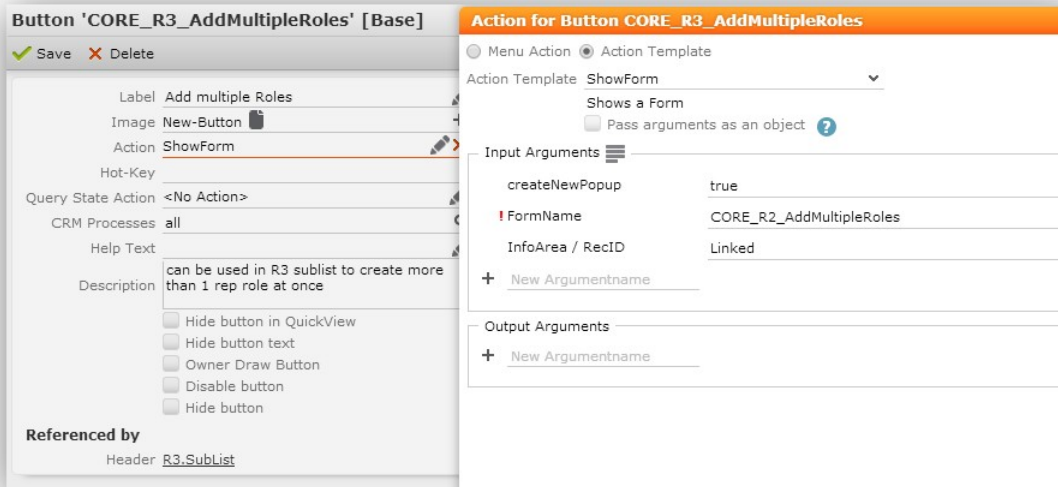 Button 'CORE_R3_AddMultipleRoles' [Base]
Save Delete
Label Add multiple Roles
Image New-Button
Action ShowForm
Hot-Key
Query State Action <No Action>
CRM Processes all
Help Text
Description can be used in R3 sublist to create more
than 1 rep role at once
Hide button in QuickView
Hide button text
Owner Draw Button
Disable button
Hide button
Referenced by
Header R3.SubList
Action for Button CORE_R3_AddMultipleRoles
Menu Action Action Template
Action Template ShowForm
Shows a Form
Pass arguments as an object ?
Input Arguments
createNewPopup true
! FormName CORE_R2_AddMultipleRoles
InfoArea / RecID Linked
+ New Argumentname
Output Arguments
+ New Argumentname